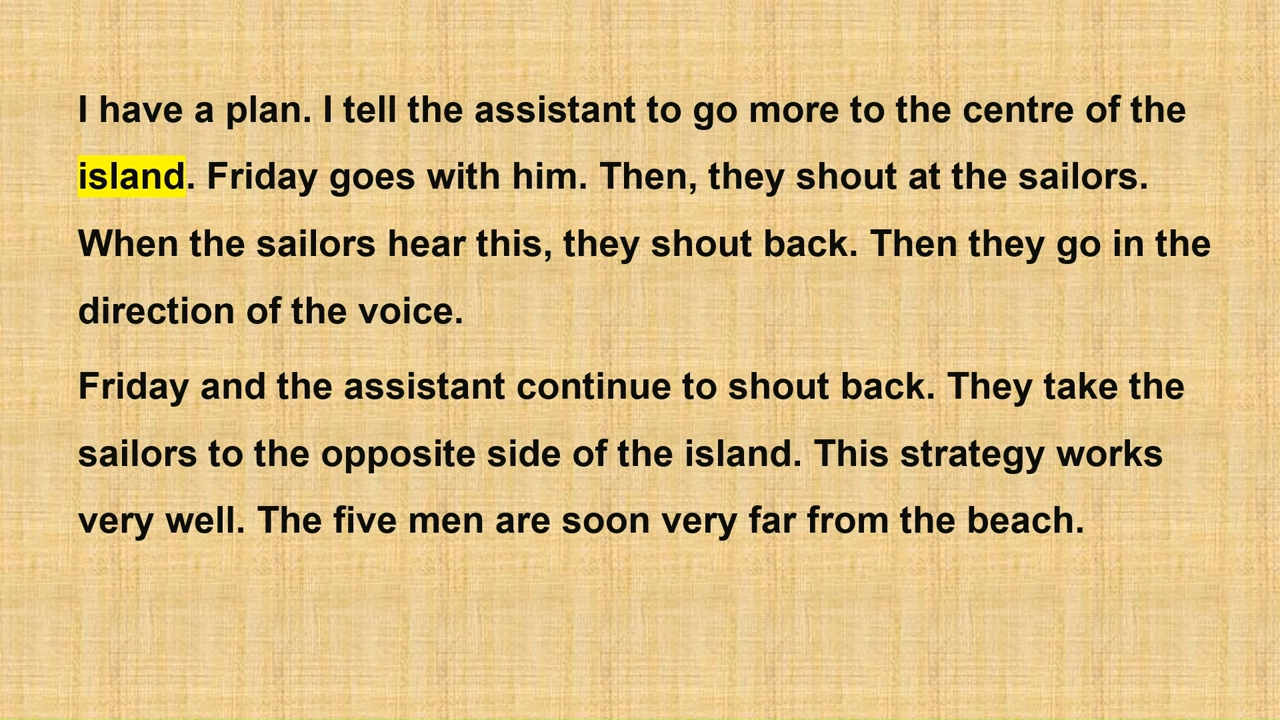 I have a plan. I tell the assistant to go more to the centre of the
island. Friday goes with him. Then, they shout at the sailors.
When the sailors hear this, they shout back. Then they go in the
direction of the voice.
Friday and the assistant continue to shout back. They take the
sailors to the opposite side of the island. This strategy works
very well. The five men are soon very far from the beach.